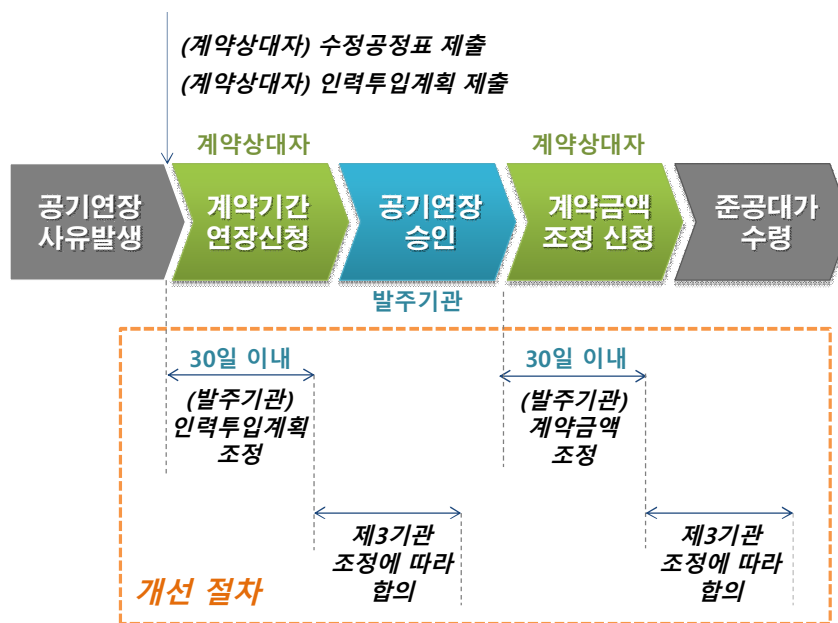 (계약상대자) 수정공정표 제출
(계약상대자) 인력투입계획 제출
계약상대자
계약상대자
공기연장
사유발생
계약기간
연장신청
공기연장
승인
계약금액
조정 신청
준공대가
수령
발주기관
30일 이내
(발주기관)
인력투입계획
조정
30일 이내
(발주기관)
계약금액
조정
제3기관
조정에 따라
합의
제3기관
조정에 따라
합의
개선 절차